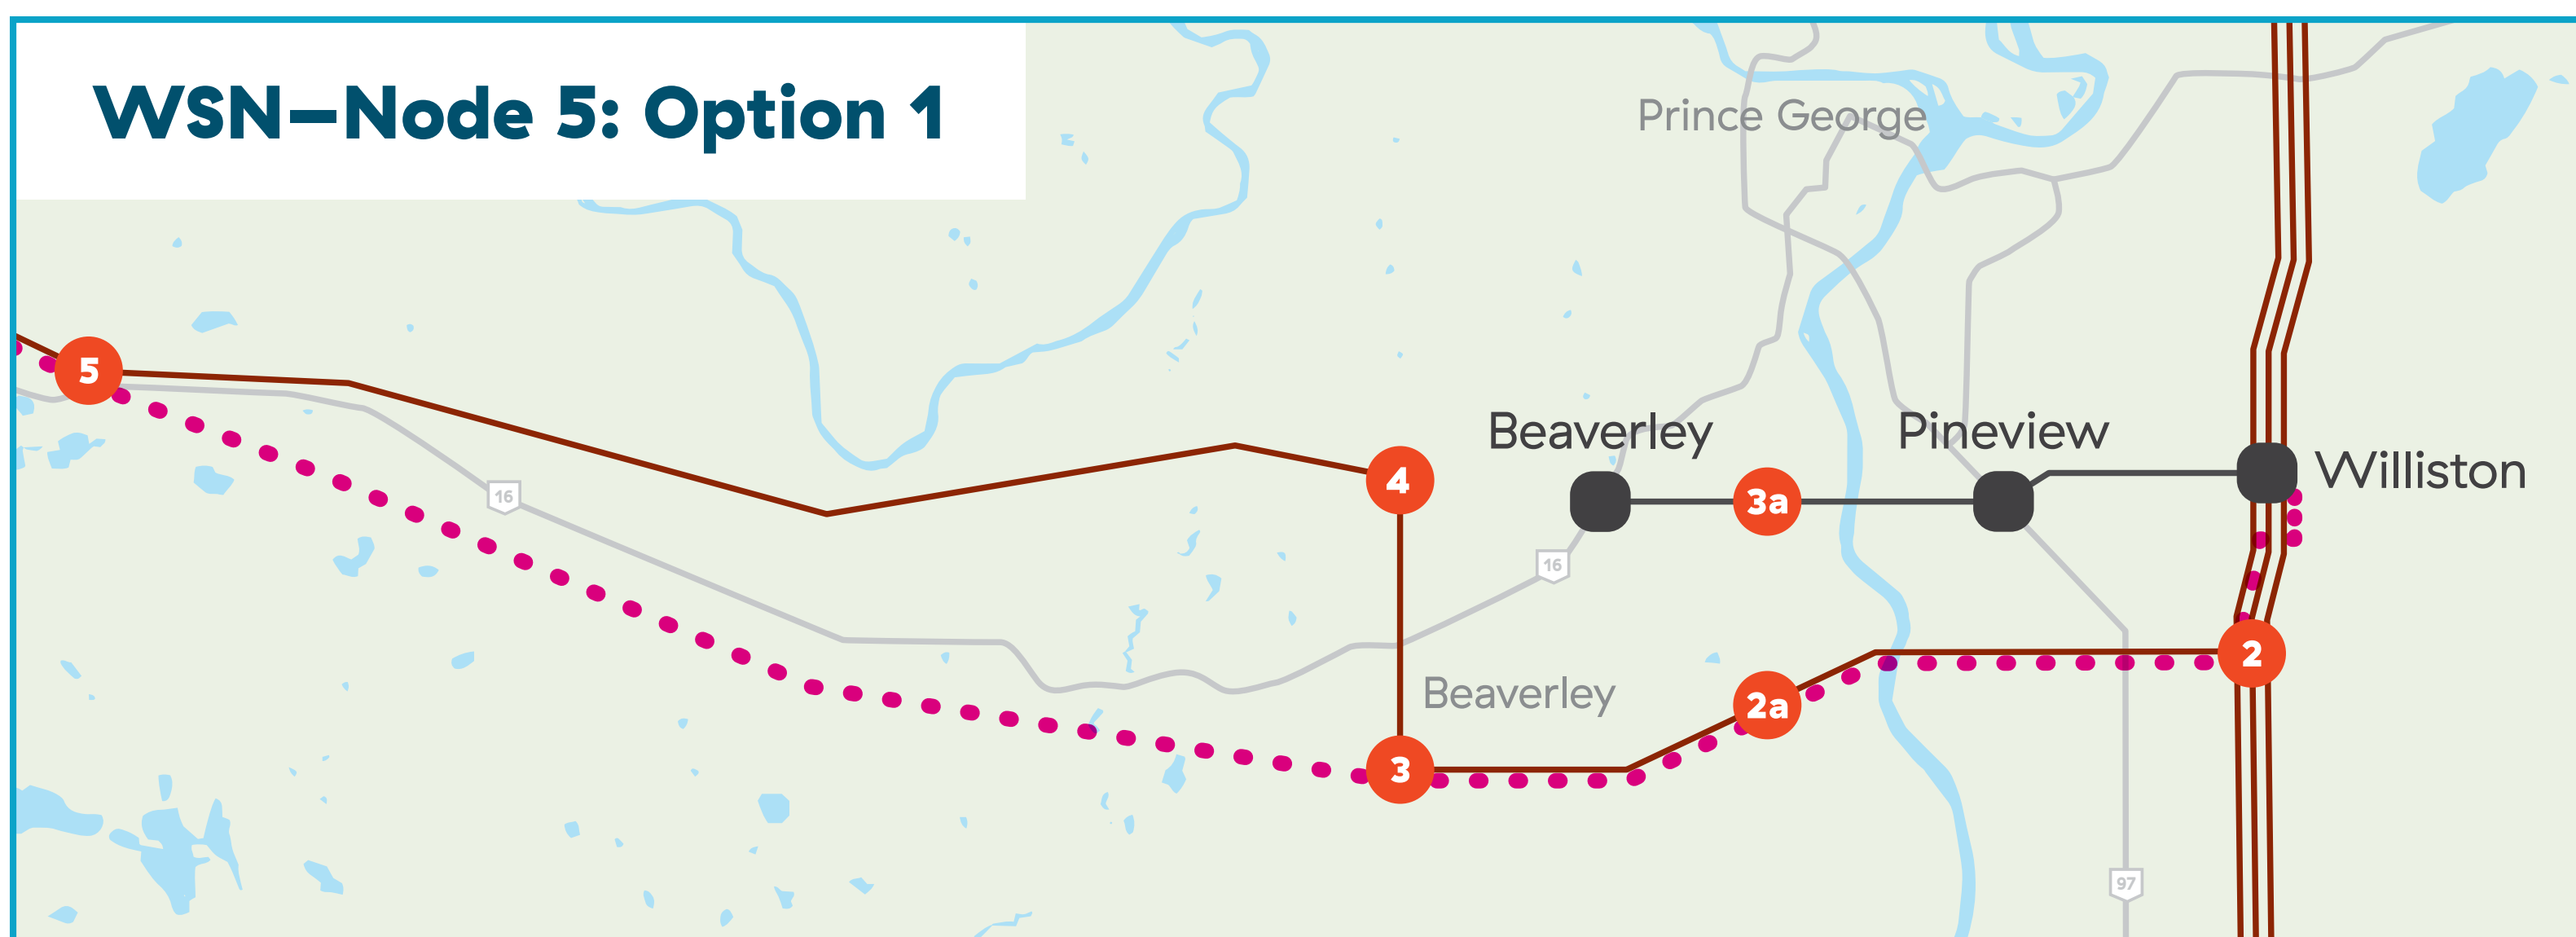 WSN—Node 5: Option 1
Prince George
5
16
4
Beaverley
3a
Pineview
Williston
16
Beaverley
2a
2
3
97